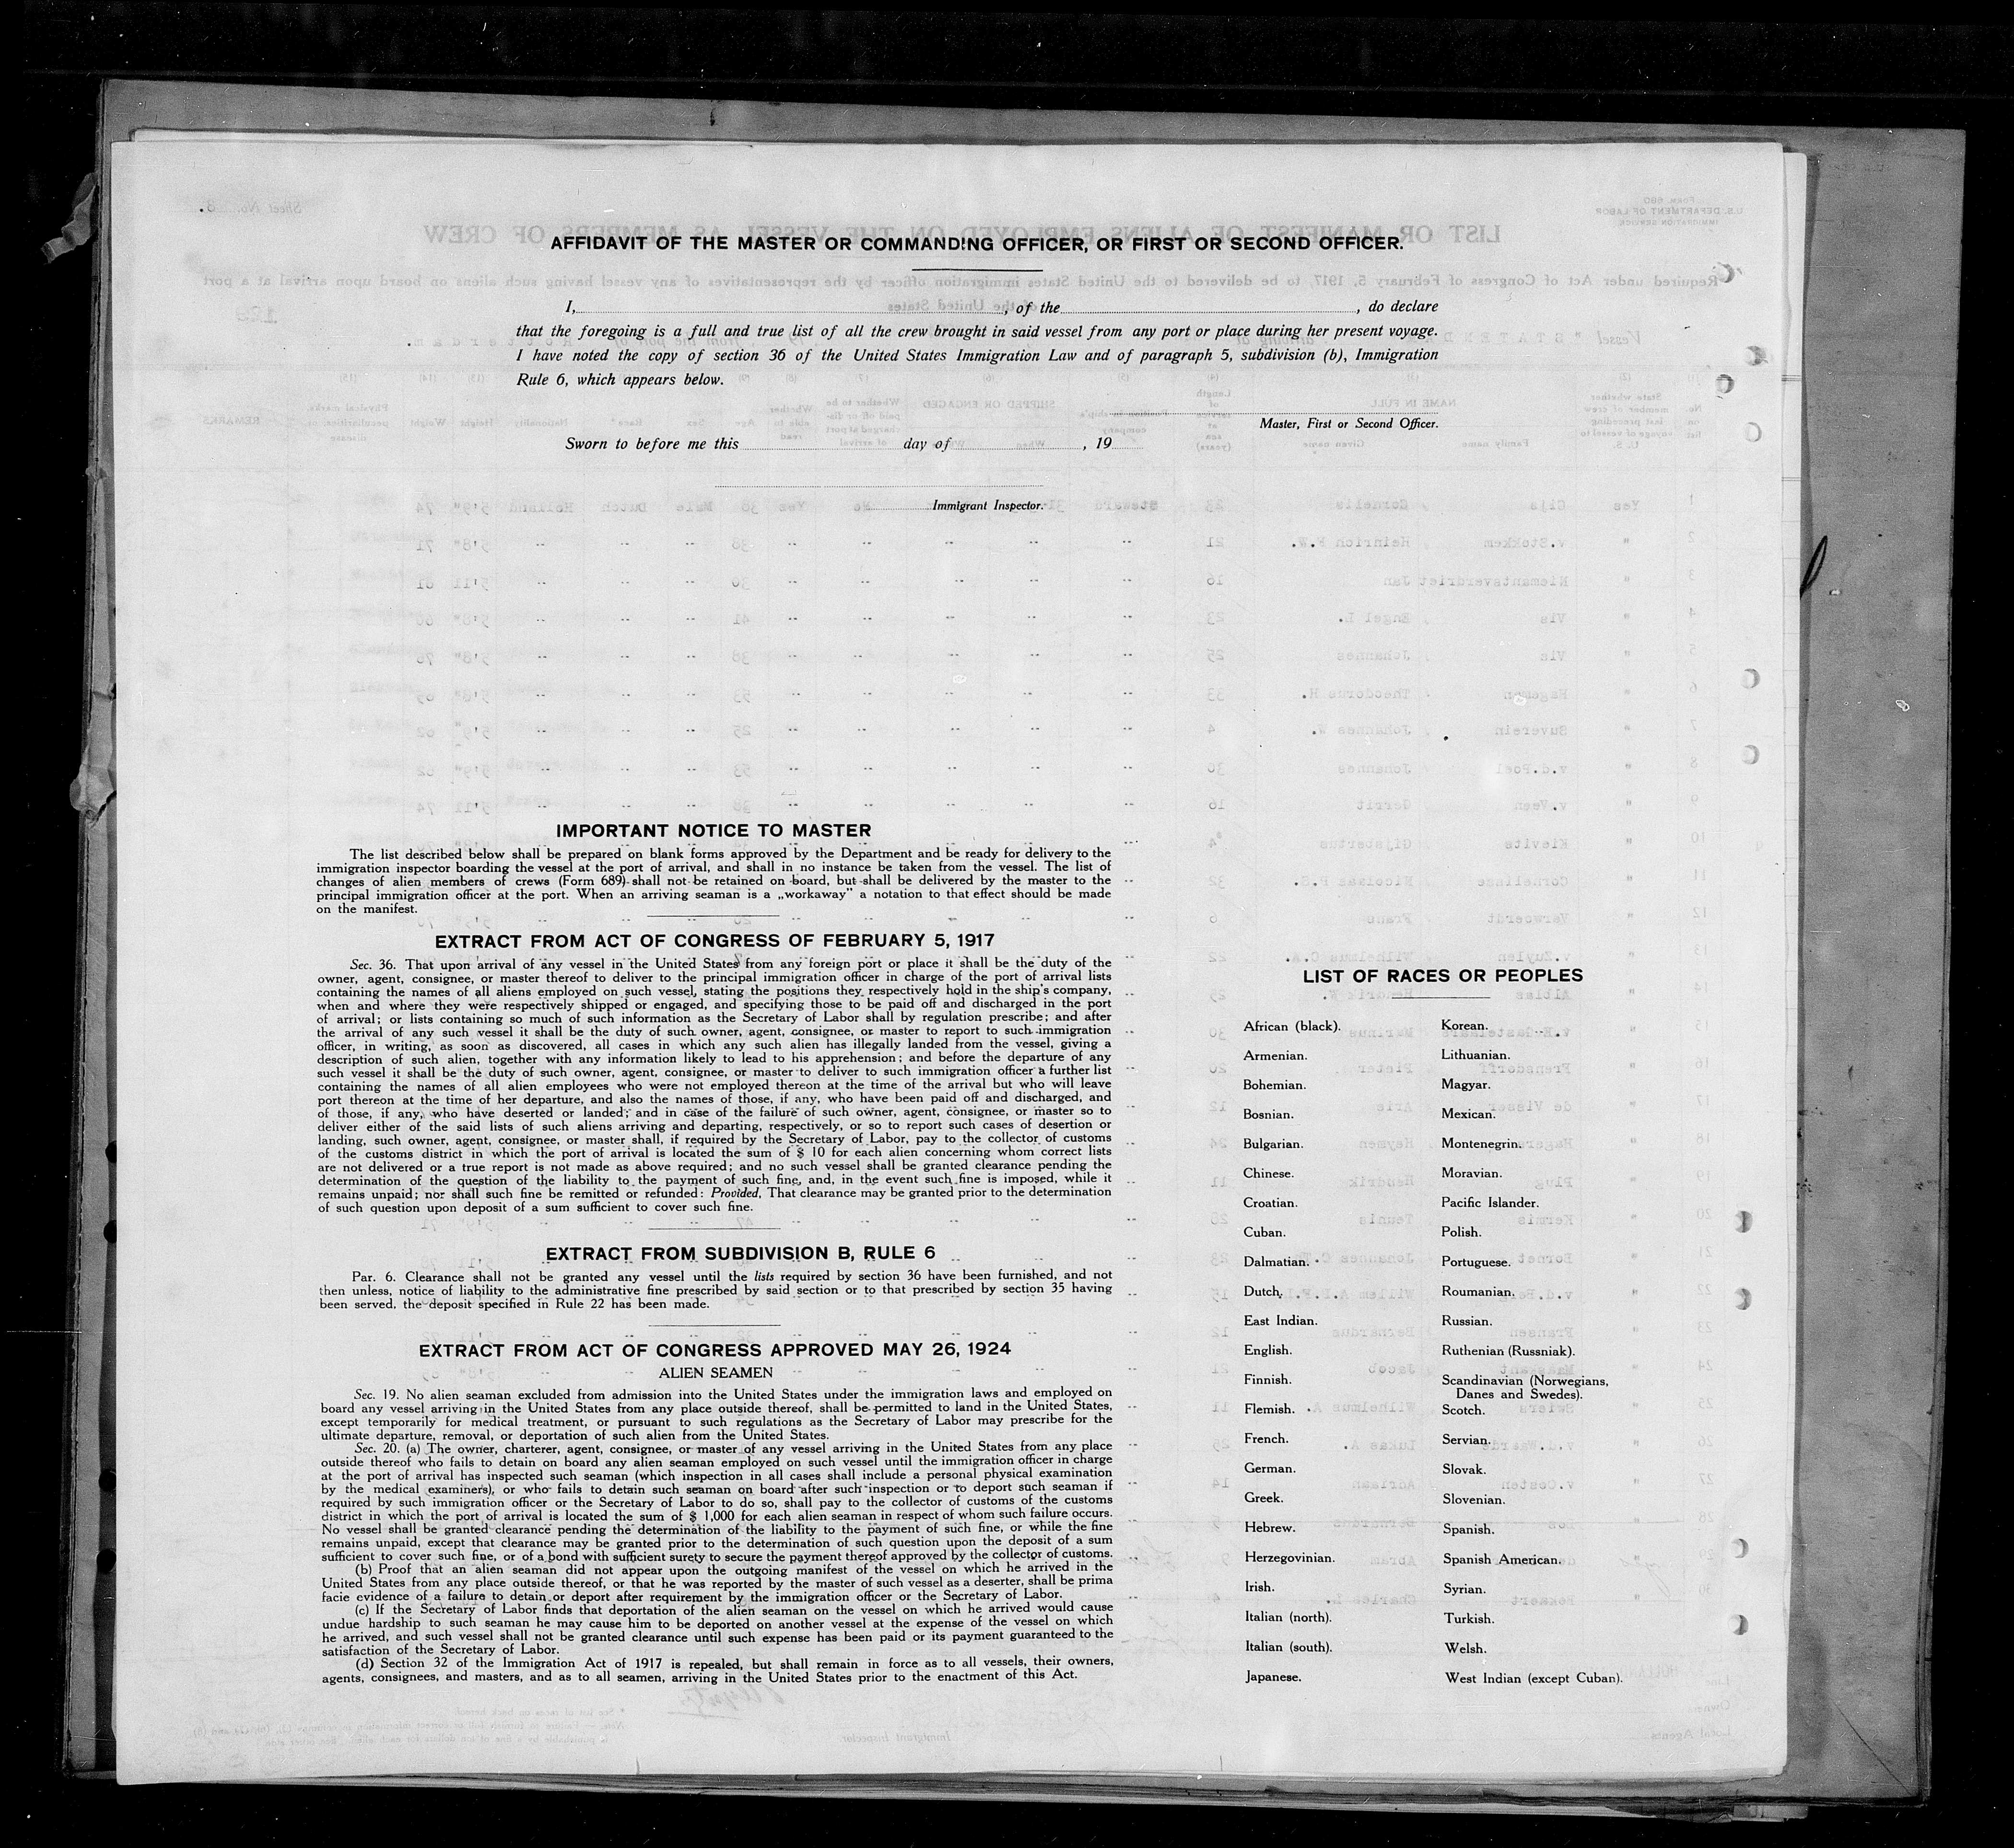 AFFIDAVIT OF THE MASTER OR COMMANDING OFFICER, OR FIRST OR SECOND OFFICER.
I, , of the , do declare
that the foregoing is a full and true list of all the crew brought in said vessel from any port or place during her present voyage.
I have noted the copy of section 36 of the United States Immigration Law and of paragraph 5, subdivision (b), Immigration
Rule 6, which appears below.
Master, First or Second Officer.
Sworn to before me this day of , 19
Immigrant Inspector.
IMPORTANT NOTICE TO MASTER
The list described below shall be prepared on blank forms approved by the Department and be ready for delivery to the
immigration inspector boarding the vessel at the port of arrival, and shall in no instance be taken from the vessel. The list of
changes of alien members of crews (Form 689) shall not be retained on board, but shall be delivered by the master to the
principal immigration officer at the port. When an arriving seaman is a „workaway" a notation to that effect should be made
on the manifest.
EXTRACT FROM ACT OF CONGRESS OF FEBRUARY 5, 1917
Sec. 36. That upon arrival of any vessel in the United States from any foreign port or place it shall be the duty of the
owner, agent, consignee, or master thereof to deliver to the principal immigration officer in charge of the port of arrival lists
containing the names of all aliens employed on such vessel, stating the positions they respectively hold in the ship's company,
when and where they were respectively shipped or engaged, and specifying those to be paid off and discharged in the port
of arrival; or lists containing so much of such information as the Secretary of Labor shall by regulation prescribe; and after
the arrival of any such vessel it shall be the duty of such owner, agent, consignee, or master to report to such immigration
officer, in writing, as soon as discovered, all cases in which any such alien has illegally landed from the vessel, giving a
description of such alien, together with any information likely to lead to his apprehension; and before the departure of any
such vessel it shall be the duty of such owner, agent, consignee, or master to deliver to such immigration officer a further list
containing the names of all alien employees who were not employed thereon at the time of the arrival but who will leave
port thereon at the time of her departure, and also the names of those, if any, who have been paid off and discharged, and
of those, if any, who have deserted or landed; and in case of the failure of such owner, agent, consignee, or master so to
deliver either of the said lists of such aliens arriving and departing, respectively, or so to report such cases of desertion or
landing, such owner, agent, consignee, or master shall, if required by the Secretary of Labor, pay to the collector of customs
of the customs district in which the port of arrival is located the sum of $ 10 for each alien concerning whom correct lists
are not delivered or a true report is not made as above required; and no such vessel shall be granted clearance pending the
determination of the question of the liability to the payment of such fine, and, in the event such fine is imposed, while it
remains unpaid; nor shall such fine be remitted or refunded: Provided, That clearance may be granted prior to the determination
of such question upon deposit of a sum sufficient to cover such fine.
EXTRACT FROM SUBDIVISION B, RULE 6
Par. 6. Clearance shall not be granted any vessel until the lists required by section 36 have been furnished, and not
then unless, notice of liability to the administrative fine prescribed by said section or to that prescribed by section 35 having
been served, the deposit specified in Rule 22 has been made.
EXTRACT FROM ACT OF CONGRESS APPROVED MAY 26, 1924
ALIEN SEAMEN
Sec. 19. No alien seaman excluded from admission into the United States under the immigration laws and employed on
board any vessel arriving in the United States from any place outside thereof, shall be permitted to land in the United States,
except temporarily for medical treatment, or pursuant to such regulations as the Secretary of Labor may prescribe for the
ultimate departure, removal, or deportation of such alien from the United States.
Sec. 20. (a) The owner, charterer, agent, consignee, or master of any vessel arriving in the United States from any place
outside thereof who fails to detain on board any alien seaman employed on such vessel until the immigration officer in charge
at the port of arrival has inspected such seaman (which inspection in all cases shall include a personal physical examination
by the medical examiners), or who fails to detain such seaman on board after such inspection or to deport such seaman if
required by such immigration officer or the Secretary of Labor to do so, shall pay to the collector of customs of the customs
district in which the port of arrival is located the sum of $ 1,000 for each alien seaman in respect of whom such failure occurs.
No vessel shall be granted clearance pending the determination of the liability to the payment of such fine, or while the fine
remains unpaid, except that clearance may be granted prior to the determination of such question upon the deposit of a sum
sufficient to cover such fine, or of a bond with sufficient surety to secure the payment thereof approved by the collector of customs.
(b) Proof that an alien seaman did not appear upon the outgoing manifest of the vessel on which he arrived in the
United States from any place outside thereof, or that he was reported by the master of such vessel as a deserter, shall be prima
facie evidence of a failure to detain or deport after requirement by the immigration officer or the Secretary of Labor.
(c) If the Secretary of Labor finds that deportation of the alien seaman on the vessel on which he arrived would cause
undue hardship to such seaman he may cause him to be deported on another vessel at the expense of the vessel on which
he arrived, and such vessel shall not be granted clearance until such expense has been paid or its payment guaranteed to the
satisfaction of the Secretary of Labor.
(d) Section 32 of the Immigration Act of 1917 is repealed, but shall remain in force as to all vessels, their owners,
agents, consignees, and masters, and as to all seamen, arriving in the United States prior to the enactment of this Act.
LIST OF RACES OR PEOPLES
African (black).
Armenian.
Bohemian.
Bosnian.
Bulgarian.
Chinese.
Croatian.
Cuban.
Dalmatian.
Dutch.
East Indian.
English.
Finnish.
Flemish.
French.
German.
Greek.
Hebrew.
Herzegovinian.
Irish.
Italian (north).
Italian (south).
Japanese.
Korean.
Lithuanian.
Magyar.
Mexican.
Montenegrin.
Moravian.
Pacific Islander.
Polish.
Portuguese.
Roumanian.
Russian.
Ruthenian (Russniak).
Scandinavian (Norwegians,
Danes and Swedes).
Scotch.
Servian.
Slovak.
Slovenian.
Spanish.
Spanish American.
Syrian.
Turkish.
Welsh.
West Indian (except Cuban).